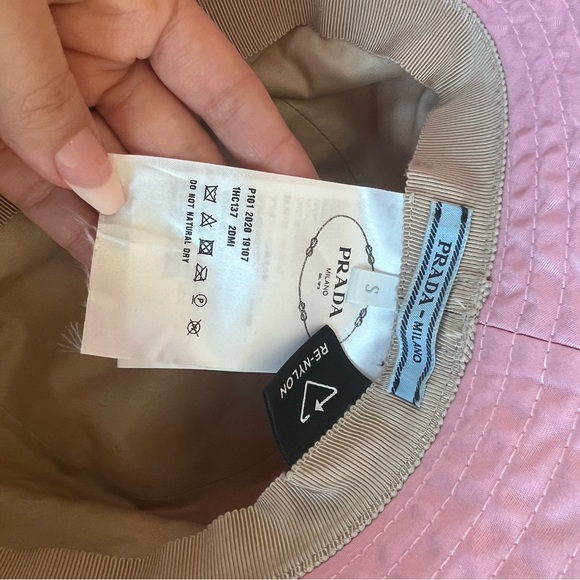 P101 2020 19107
1HC137 2DMI
DO NOT NATURAL DRY
P
PRADA
MILANO
S
RE-NYLON
PRADA - MILANO